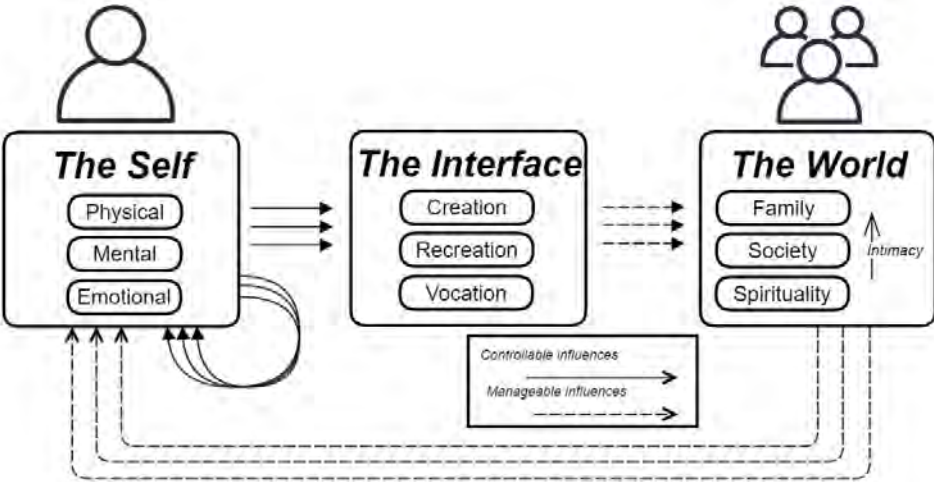 The Self
Physical
Mental
Emotional
The Interface
Creation
Recreation
Vocation
The World
Family
Society
Spirituality
Intimacy
Controllable influences
Manageable influences